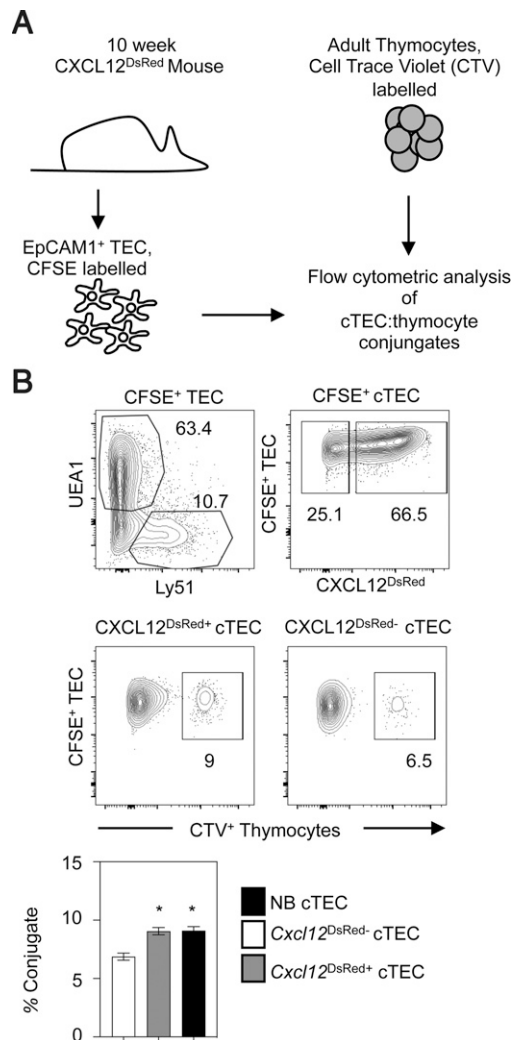 A
10 week
CXCL12DsRed Mouse
Adult Thymocytes,
Cell Trace Violet (CTV)
labelled
EpCAM1+ TEC,
CFSE labelled
Flow cytometric analysis
of
cTEC:thymocyte
conjungates
B
CFSE+ TEC
63.4
10.7
UEA1
Ly51
CFSE+ cTEC
CFSE+ TEC
25.1
66.5
CXCL12DsRed
CXCL12DsRed+ cTEC
CXCL12DsRed- cTEC
CFSE+ TEC
9
6.5
CTV+ Thymocytes
15
10
5
0
% Conjugate
* *
NB cTEC
Cxcl12DsRed- cTEC
Cxcl12DsRed+ cTEC